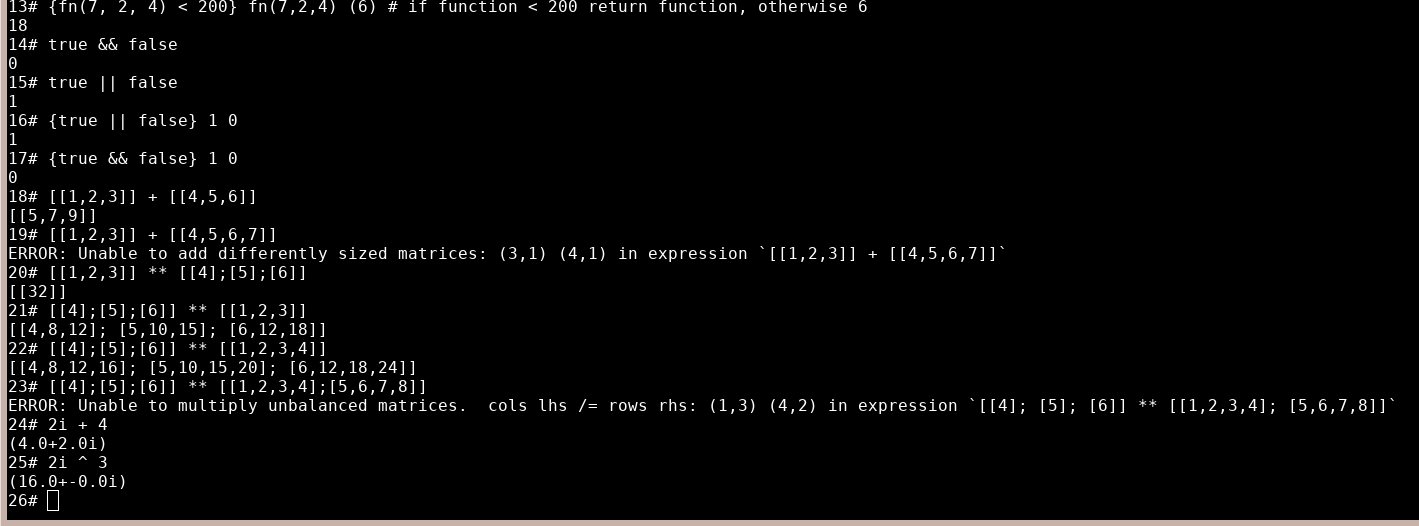 13# {fn(7, 2, 4) < 200} fn(7,2,4) (6) # if function < 200 return function, otherwise 6
18
14# true && false
0
15# true || false
1
16# {true || false} 1 0
1
17# {true && false} 1 0
0
18# [[1,2,3]] + [[4,5,6]]
[[5,7,9]]
19# [[1,2,3]] + [[4,5,6,7]]
ERROR: Unable to add differently sized matrices: (3,1) (4,1) in expression `[[1,2,3]] + [[4,5,6,7]]`
20# [[1,2,3]] ** [[4];[5];[6]]
[[32]]
21# [[4];[5];[6]] ** [[1,2,3]]
[[4,8,12]; [5,10,15]; [6,12,18]]
22# [[4];[5];[6]] ** [[1,2,3,4]]
[[4,8,12,16]; [5,10,15,20]; [6,12,18,24]]
23# [[4];[5];[6]] ** [[1,2,3,4];[5,6,7,8]]
ERROR: Unable to multiply unbalanced matrices.  cols lhs /= rows rhs: (1,3) (4,2) in expression `[[4]; [5]; [6]] ** [[1,2,3,4]; [5,6,7,8]]`
24# 2i + 4
(4.0+2.0i)
25# 2i ^ 3
(16.0+-0.0i)
26#